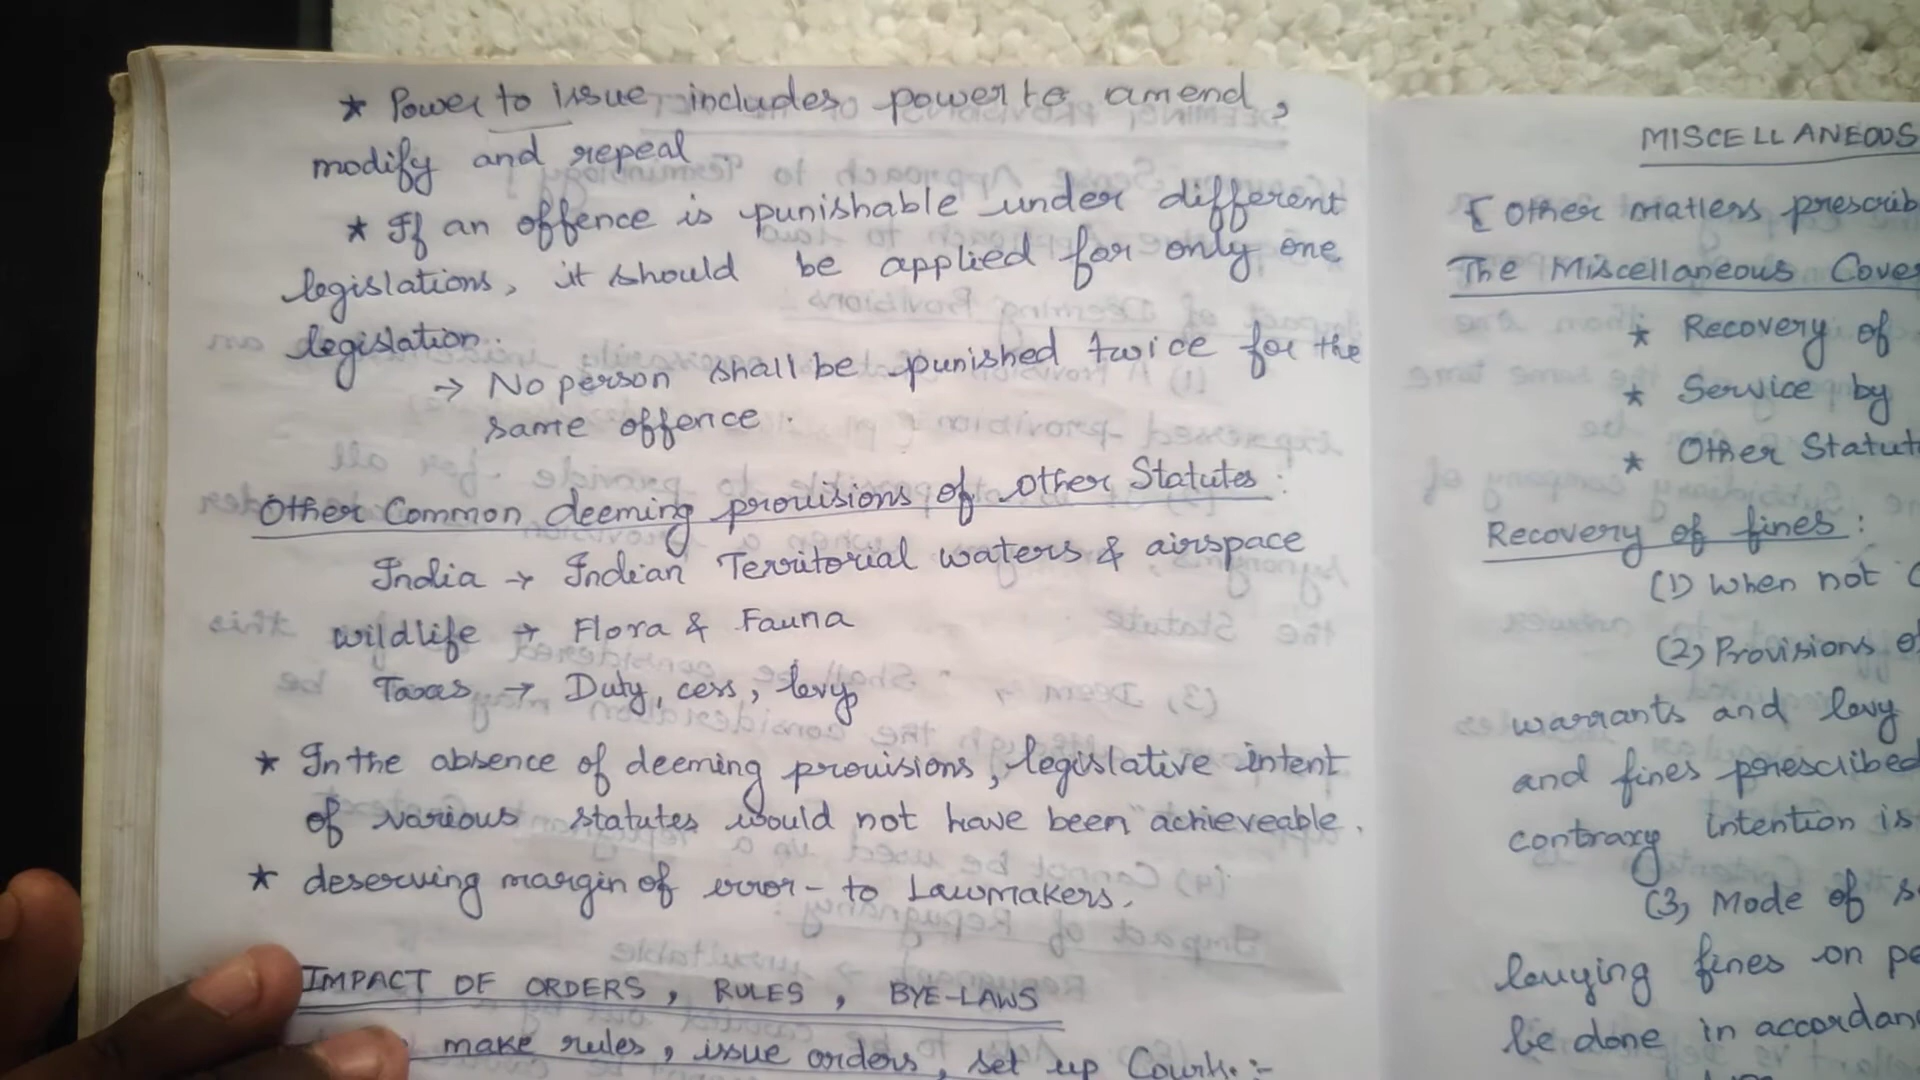 ★ Power to issue, includes power to amend,
modify and repeal.
★ If an offence is punishable under different
legislations, it should be applied for only one
legislation.
→ No person shall be punished twice for the
same offence.
Other Common deeming provisions of other Statutes:
India → Indian Territorial waters & airspace
wildlife → Flora & Fauna
Taxes → Duty, cess, levy
★ In the absence of deeming provisions, legislative intent
of various statutes would not have been achieveable.
★ deserving margin of error - to Lawmakers.
IMPACT OF ORDERS, RULES, BYE-LAWS
make rules, issue orders, set up Courts:-
MISCELLANEOUS
[Other matters prescrib
The Miscellaneous Cover
★ Recovery of
★ Service by
★ Other Statut
Recovery of fines:
(1) When not
(2) Provisions of
warrants and levy
and fines prescribed
contrary intention is
(3) Mode of s
levying fines on pe
be done in accordan